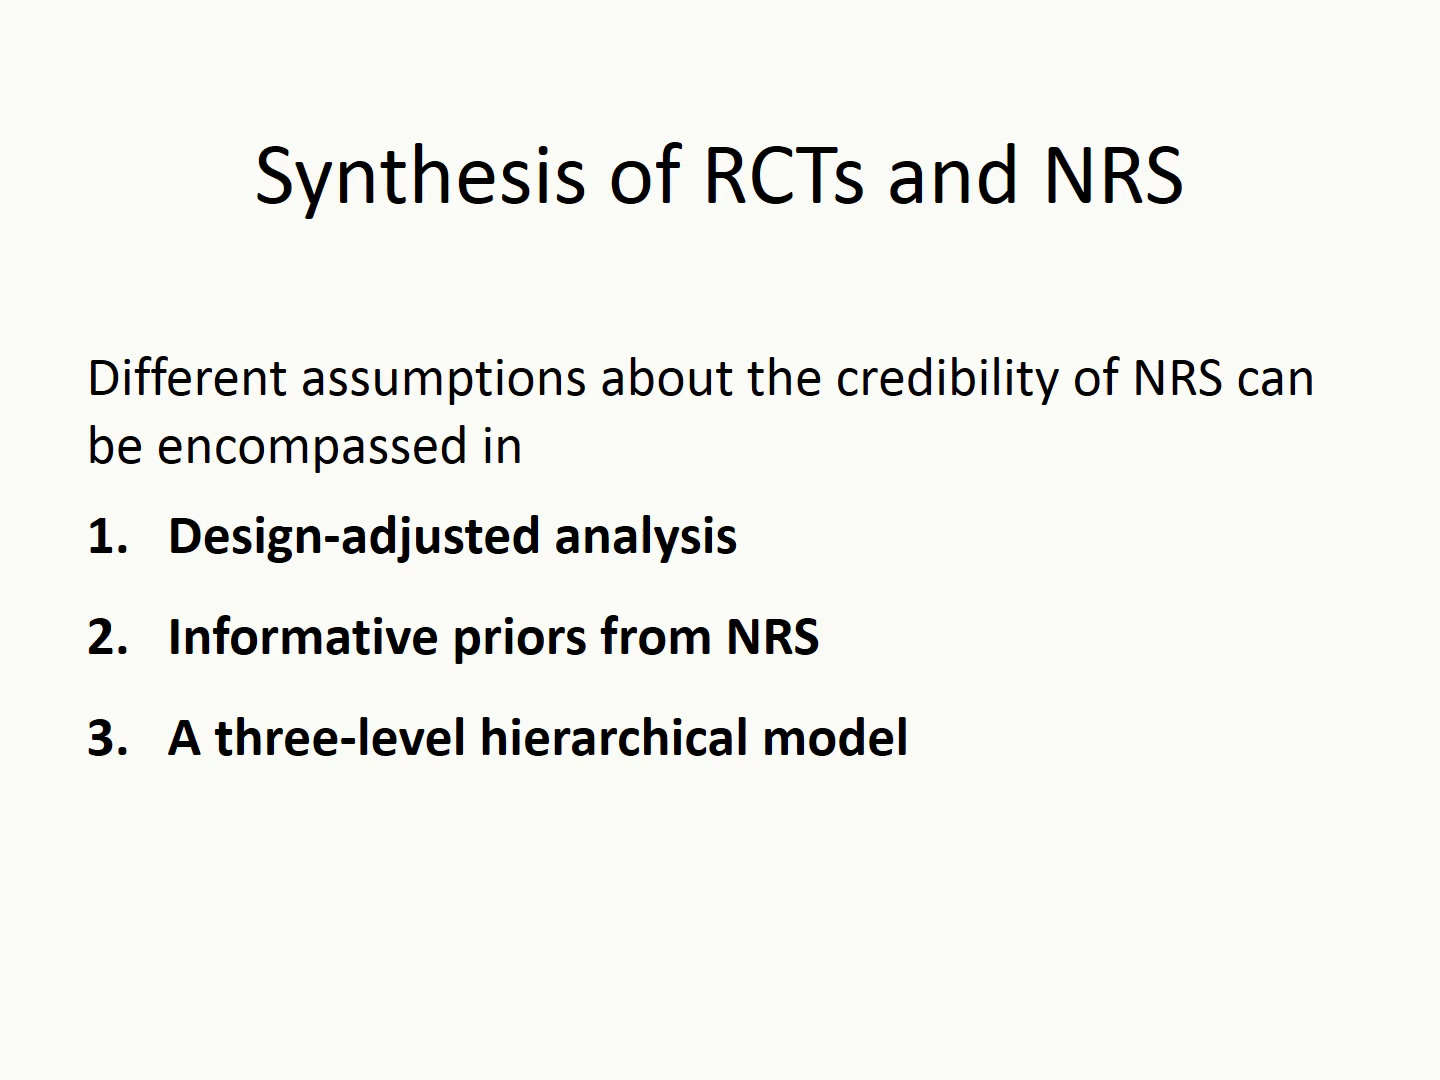 Synthesis of RCTs and NRS
Different assumptions about the credibility of NRS can
be encompassed in
1. Design-adjusted analysis
2. Informative priors from NRS
3. A three-level hierarchical model